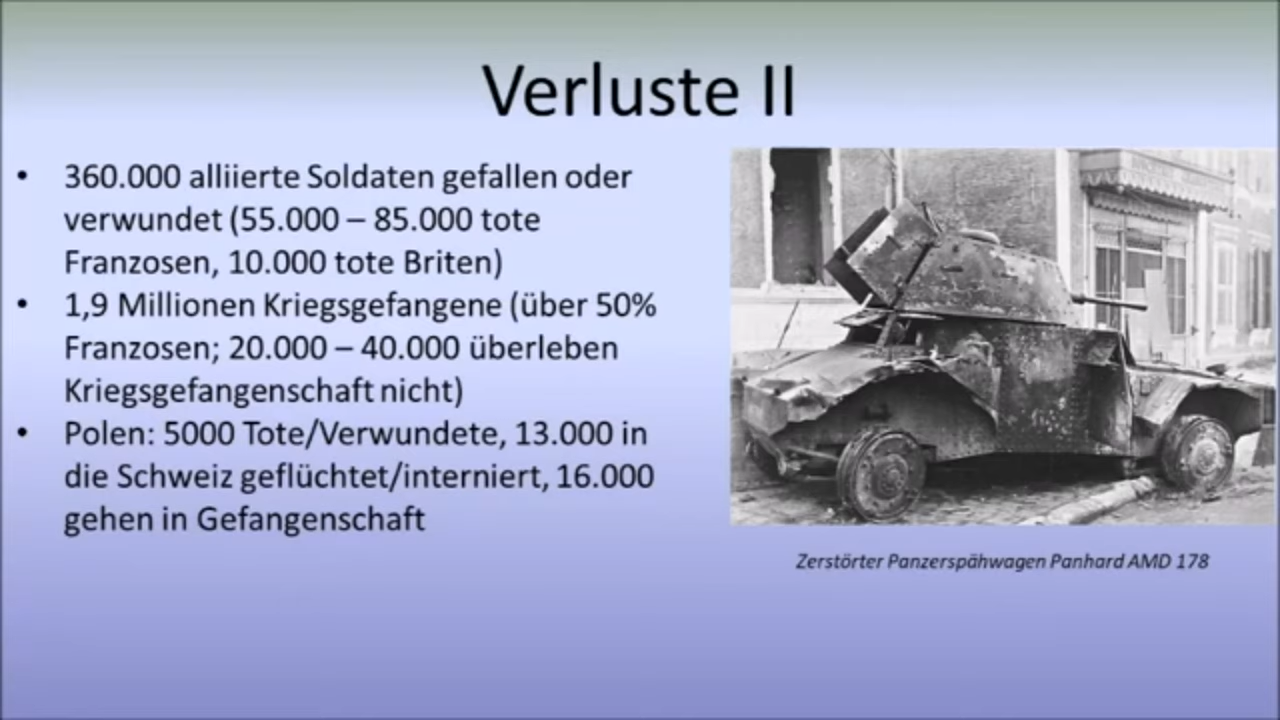 Verluste II
• 360.000 alliierte Soldaten gefallen oder
verwundet (55.000 – 85.000 tote
Franzosen, 10.000 tote Briten)
• 1,9 Millionen Kriegsgefangene (über 50%
Franzosen; 20.000 – 40.000 überleben
Kriegsgefangenschaft nicht)
• Polen: 5000 Tote/Verwundete, 13.000 in
die Schweiz geflüchtet/interniert, 16.000
gehen in Gefangenschaft
Zerstörter Panzerspähwagen Panhard AMD 178